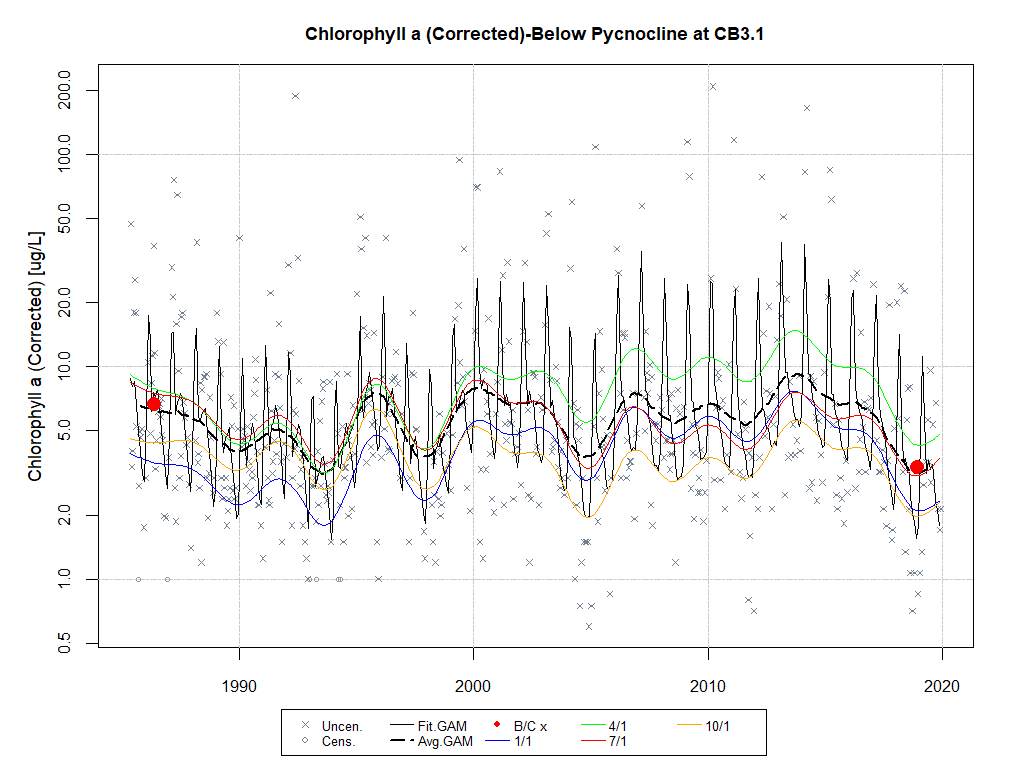 Chlorophyll a (Corrected)-Below Pycnocline at CB3.1
Chlorophyll a (Corrected) [ug/L]
200.0
100.0
50.0
20.0
10.0
5.0
2.0
1.0
0.5
1990 2000 2010 2020
Uncen. Fit.GAM B/C x 4/1 10/1
Cens. Avg.GAM 1/1 7/1